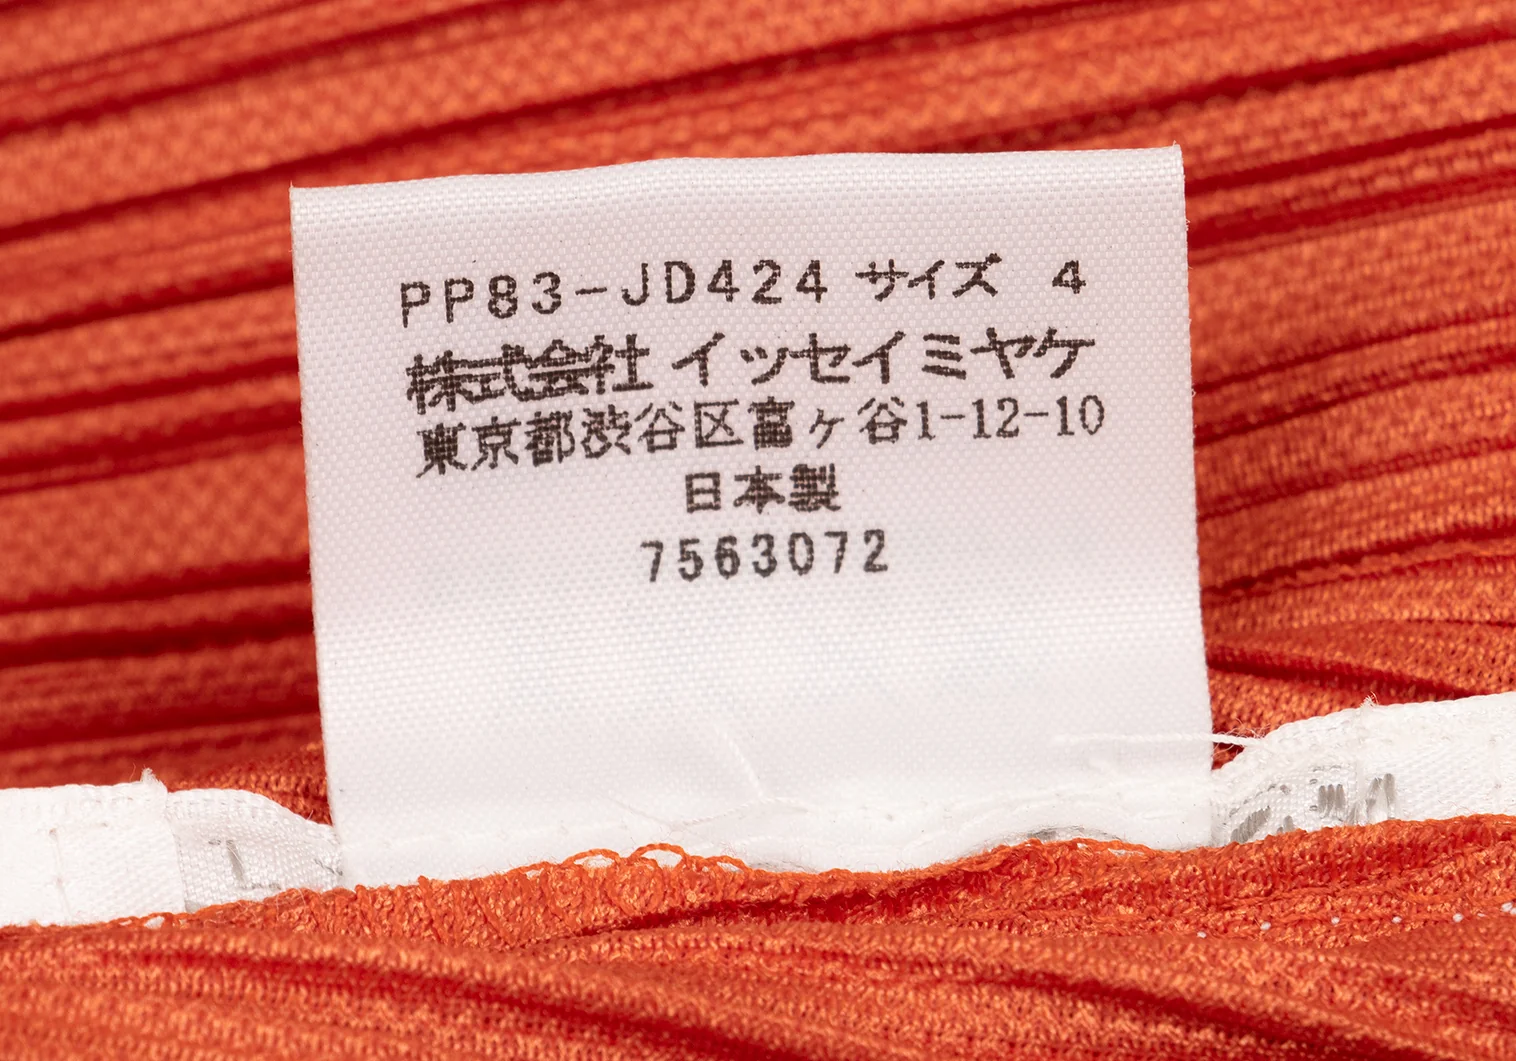 PP83-JD424 サイズ 4
株式会社 イッセイミヤケ
東京都渋谷区富ヶ谷1-12-10
日本製
7563072